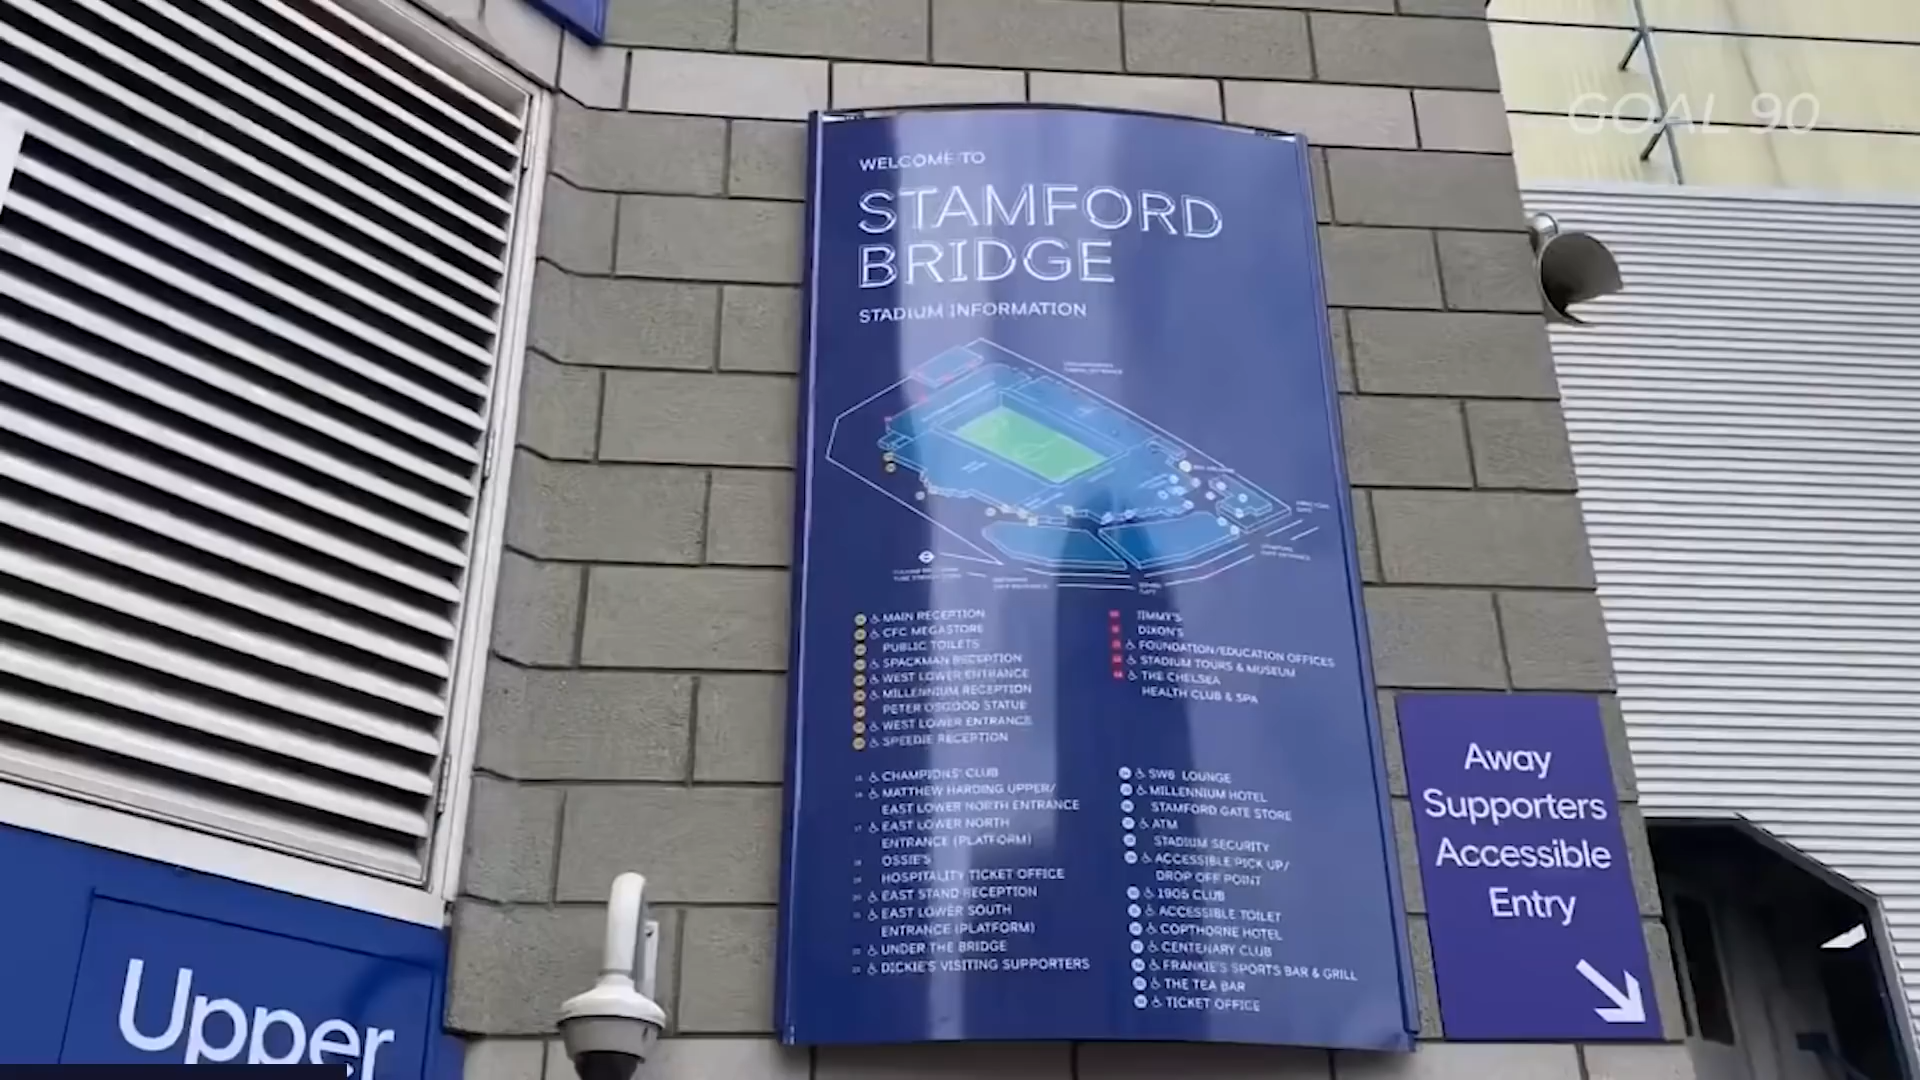 GOAL 90
WELCOME TO
STAMFORD
BRIDGE
STADIUM INFORMATION
MAIN RECEPTION
CFC MEGASTORE
PUBLIC TOILETS
SPACKMAN RECEPTION
WEST LOWER ENTRANCE
MILLENNIUM RECEPTION
PETER OSGOOD STATUE
WEST LOWER ENTRANCE
SPEEDIE RECEPTION
JIMMY'S
DIXON'S
FOUNDATION/EDUCATION OFFICES
STADIUM TOURS & MUSEUM
THE CHELSEA
HEALTH CLUB & SPA
CHAMPIONS' CLUB
MATTHEW HARDING UPPER/
EAST LOWER NORTH ENTRANCE
EAST LOWER NORTH
ENTRANCE (PLATFORM)
OSSIE'S
HOSPITALITY TICKET OFFICE
EAST STAND RECEPTION
EAST LOWER SOUTH
ENTRANCE (PLATFORM)
UNDER THE BRIDGE
DICKIE'S VISITING SUPPORTERS
SW6 LOUNGE
MILLENNIUM HOTEL
STAMFORD GATE STORE
ATM
STADIUM SECURITY
ACCESSIBLE PICK UP/
DROP OFF POINT
1905 CLUB
ACCESSIBLE TOILET
COPTHORNE HOTEL
CENTENARY CLUB
FRANKIE'S SPORTS BAR & GRILL
THE TEA BAR
TICKET OFFICE
Away
Supporters
Accessible
Entry
Upper